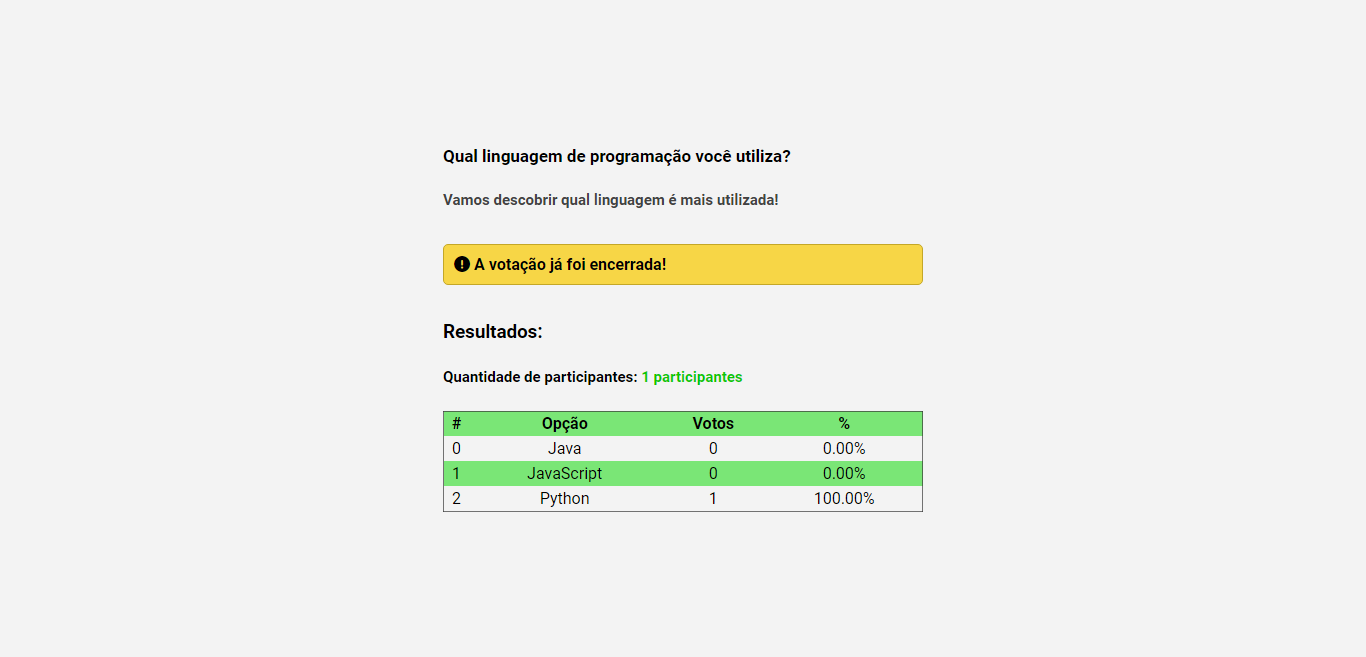 Qual linguagem de programação você utiliza?
Vamos descobrir qual linguagem é mais utilizada!
A votação já foi encerrada!
Resultados:
Quantidade de participantes: 1 participantes
# Opção Votos %
0 Java 0 0.00%
1 JavaScript 0 0.00%
2 Python 1 100.00%